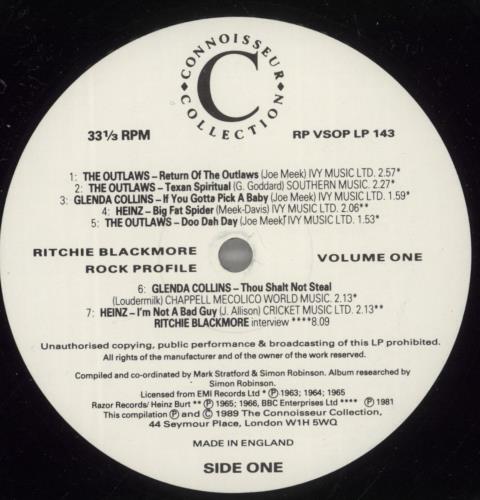 CONNOISSEUR
C
COLLECTION
33⅓ RPM
RP VSOP LP 143
1: THE OUTLAWS – Return Of The Outlaws (Joe Meek) IVY MUSIC LTD. 2.57*
2: THE OUTLAWS – Texan Spiritual (G. Goddard) SOUTHERN MUSIC. 2.27*
3: GLENDA COLLINS – If You Gotta Pick A Baby (Joe Meek) IVY MUSIC LTD. 1.59*
4: HEINZ – Big Fat Spider (Meek-Davis) IVY MUSIC LTD. 2.06**
5: THE OUTLAWS – Doo Dah Day (Joe Meek) IVY MUSIC LTD. 1.53*
RITCHIE BLACKMORE
ROCK PROFILE
VOLUME ONE
6: GLENDA COLLINS – Thou Shalt Not Steal
(Loudermilk) CHAPPELL MECOLICO WORLD MUSIC. 2.13*
7: HEINZ – I'm Not A Bad Guy (J. Allison) CRICKET MUSIC LTD. 2.13**
RITCHIE BLACKMORE interview ****8.09
Unauthorised copying, public performance & broadcasting of this LP prohibited.
All rights of the manufacturer and of the owner of the work reserved.
Compiled and co-ordinated by Mark Stratford & Simon Robinson. Album researched by
Simon Robinson.
Licensed from EMI Records Ltd * Ⓟ 1963; 1964; 1965
Razor Records/ Heinz Burt ** Ⓟ 1965; 1966, BBC Enterprises Ltd **** Ⓟ 1981
This compilation Ⓟ and © 1989 The Connoisseur Collection,
44 Seymour Place, London W1H 5WQ
MADE IN ENGLAND
SIDE ONE